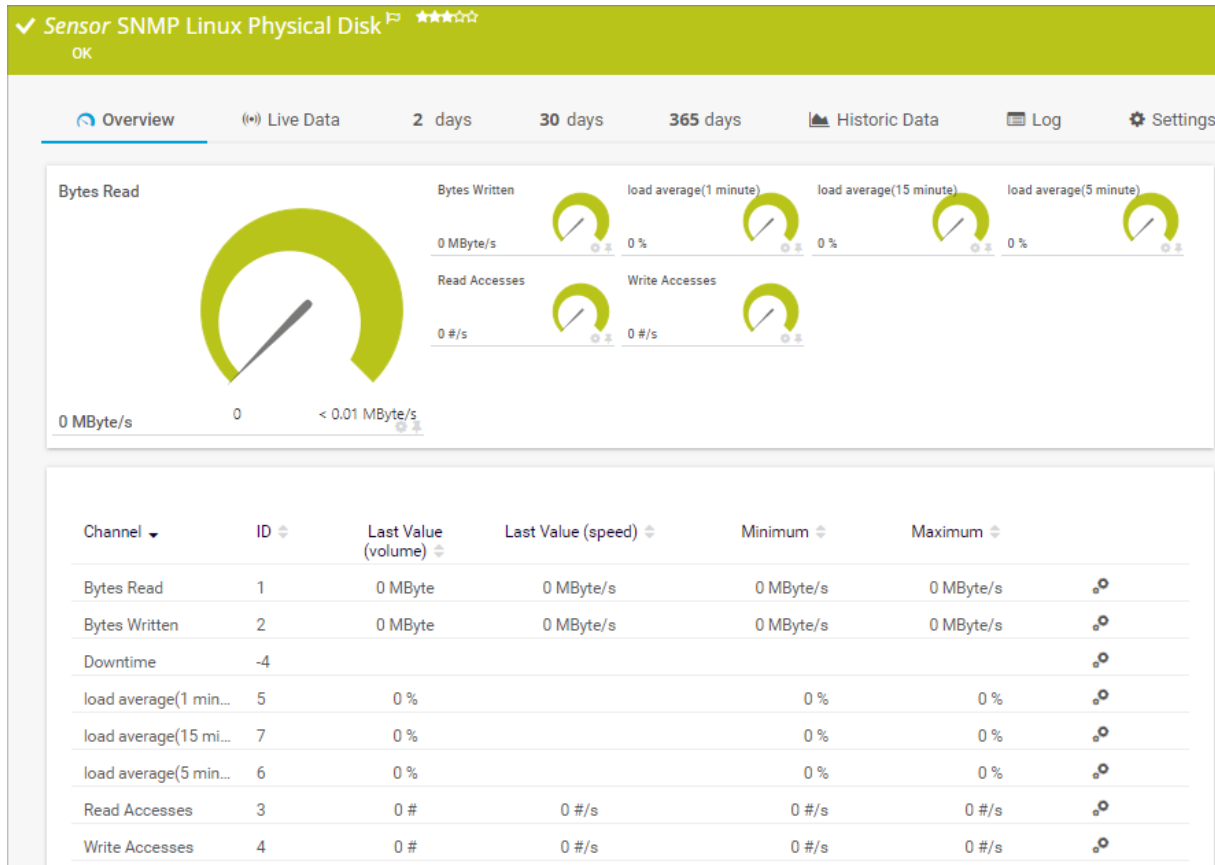 Sensor SNMP Linux Physical Disk
OK
Overview Live Data 2 days 30 days 365 days Historic Data Log Settings
Bytes Read
0 MByte/s
0 < 0.01 MByte/s
Bytes Written
0 MByte/s
load average(1 minute)
0 %
load average(15 minute)
0 %
load average(5 minute)
0 %
Read Accesses
0 #/s
Write Accesses
0 #/s
Channel ID Last Value (speed) Minimum Maximum
Last Value
(volume)
Bytes Read 1 0 MByte 0 MByte/s 0 MByte/s 0 MByte/s
Bytes Written 2 0 MByte 0 MByte/s 0 MByte/s 0 MByte/s
Downtime -4
load average(1 min... 5 0 % 0 % 0 %
load average(15 mi... 7 0 % 0 % 0 %
load average(5 min... 6 0 % 0 % 0 %
Read Accesses 3 0 # 0 #/s 0 #/s 0 #/s
Write Accesses 4 0 # 0 #/s 0 #/s 0 #/s